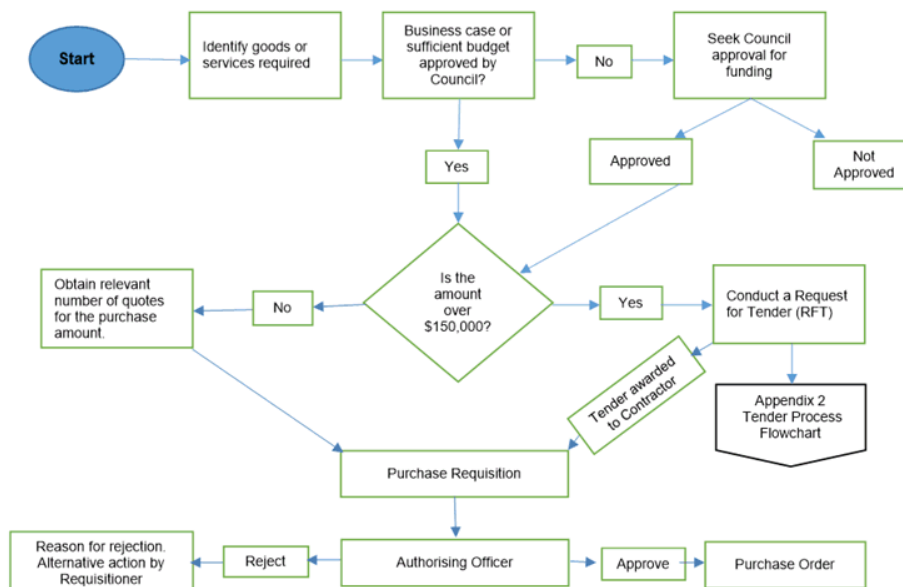 Start
Identify goods or
services required
Business case or
sufficient budget
approved by
Council?
No
Seek Council
approval for
funding
Yes
Approved
Not
Approved
Is the
amount
over
$150,000?
Obtain relevant
number of quotes
for the purchase
amount.
No
Yes
Conduct a Request
for Tender (RFT)
Tender awarded
to Contractor
Appendix 2
Tender Process
Flowchart
Purchase Requisition
Reason for rejection.
Alternative action by
Requisitioner
Reject
Authorising Officer
Approve
Purchase Order